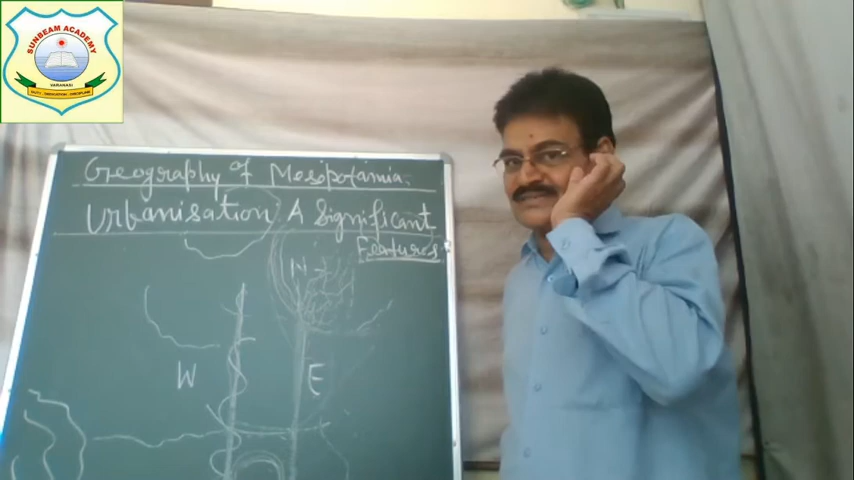 SUNBEAM ACADEMY
VARANASI
Geography of Mesopotamia.
Urbanisation A Significant
Features
N
W
E